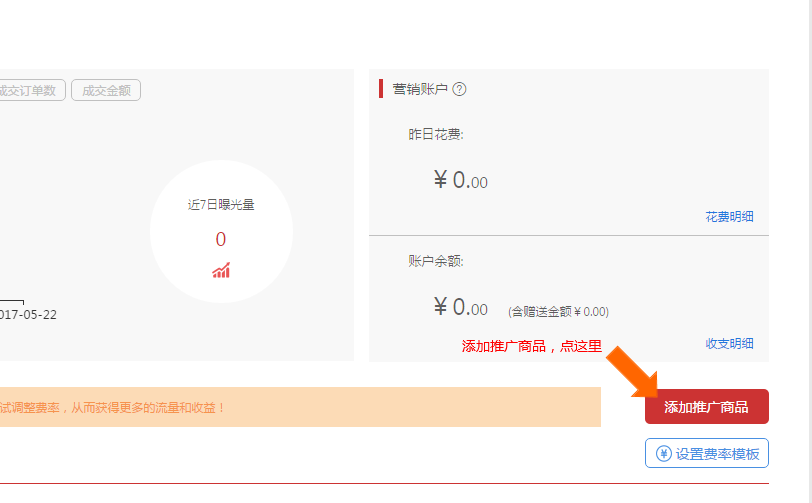 成交订单数 成交金额
近7日曝光量
0
017-05-22
营销账户 ?
昨日花费:
¥ 0.00
花费明细
账户余额:
¥ 0.00 (含赠送金额¥0.00)
添加推广商品，点这里
收支明细
试调整费率，从而获得更多的流量和收益！
添加推广商品
¥ 设置费率模板